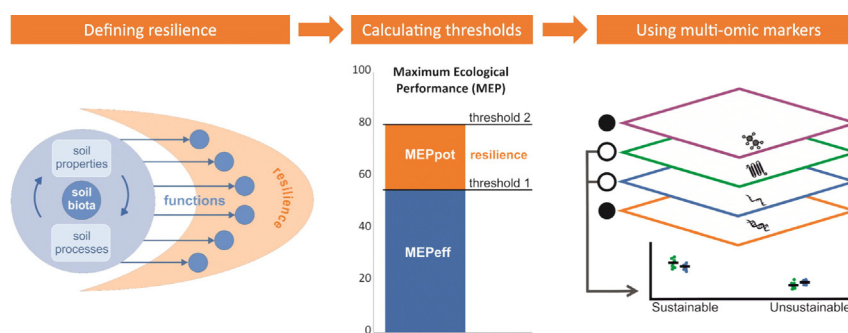 Defining resilience
Calculating thresholds
Using multi-omic markers
soil
properties
soil
biota
soil
processes
functions
resilience
Maximum Ecological
Performance (MEP)
100
80
60
40
20
0
threshold 2
MEPpot
resilience
threshold 1
MEPeff
Sustainable
Unsustainable